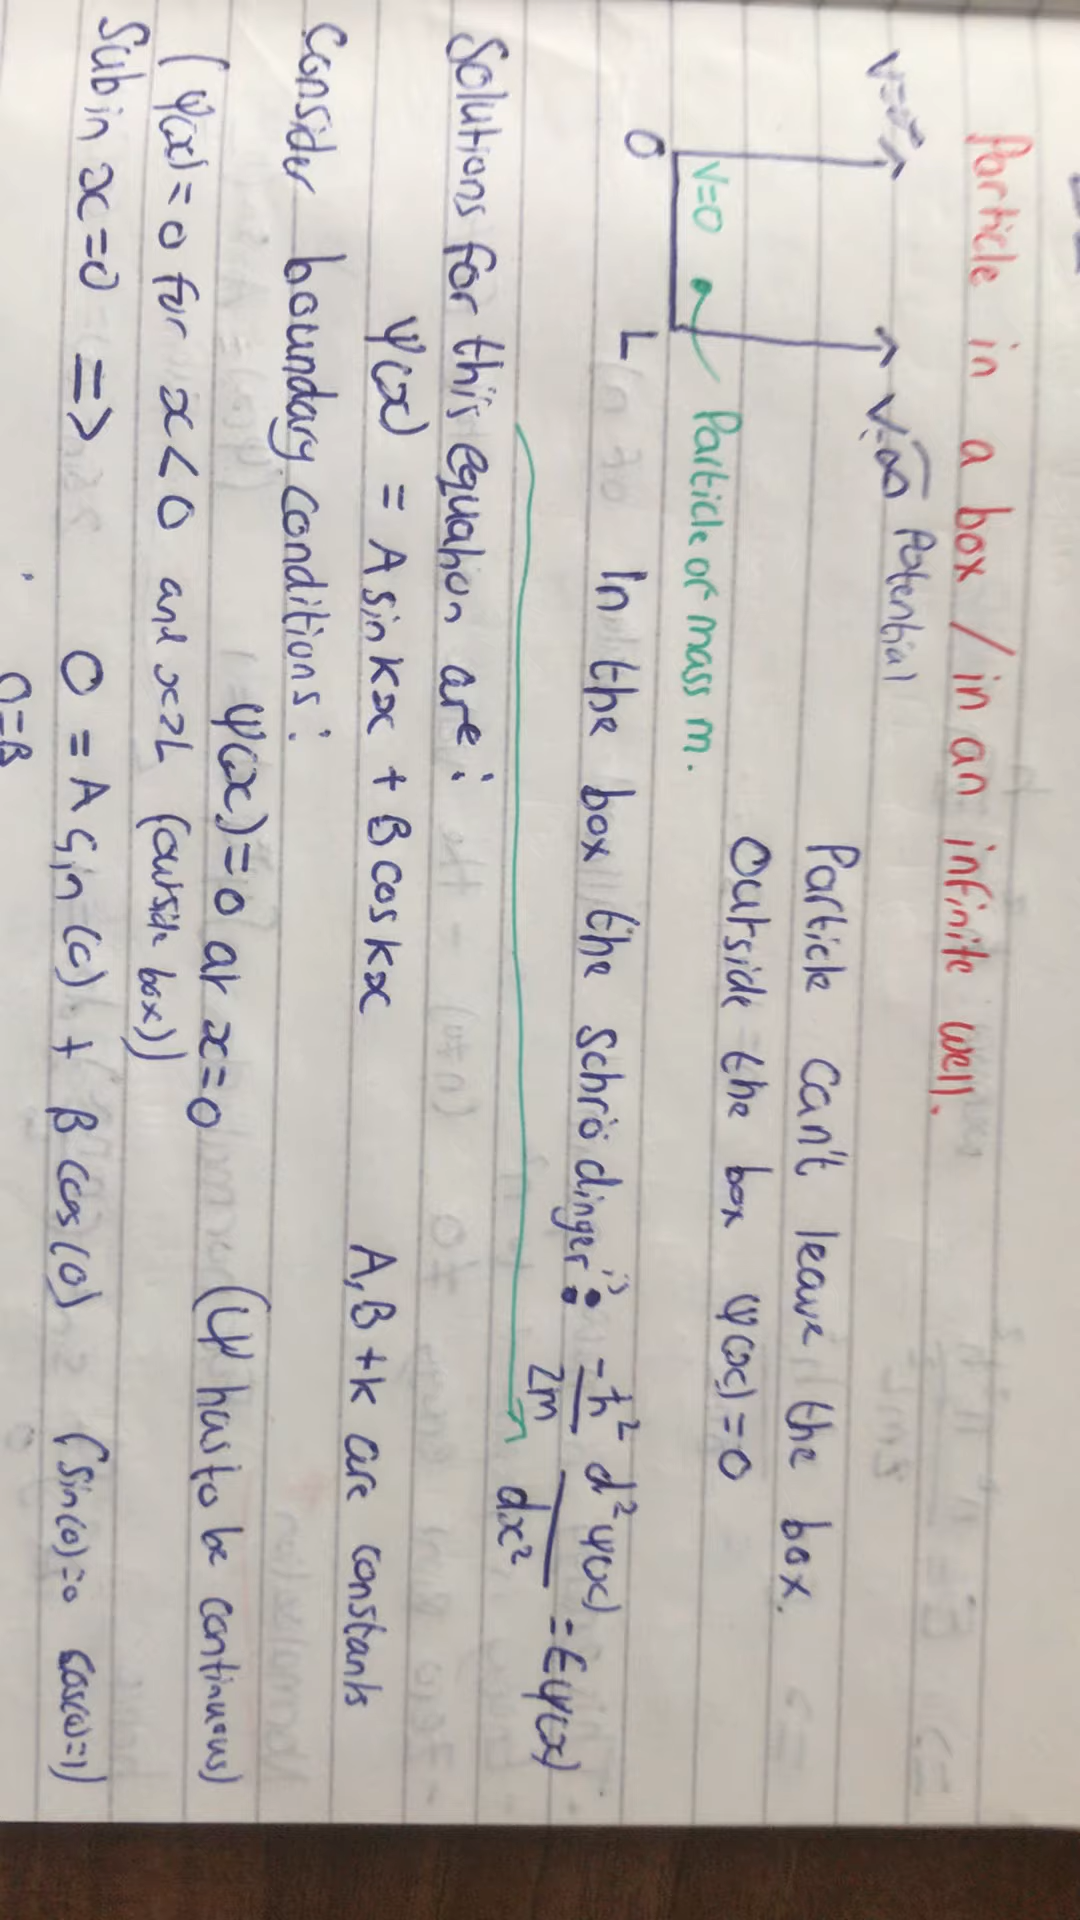 Particle in a box / in an infinite well.
V=∞
V=∞ Potential
Particle can't leave the box.
Outside the box ψ(x)=0
V=0
Particle of mass m.
0 L
In the box the schrödinger: -ħ²/2m d²ψ(x)/dx² = Eψ(x)
Solutions for this equation are:
ψ(x) = A sin kx + B cos kx A, B + k are constants
Consider boundary conditions:
ψ(x)=0 at x=0 (ψ has to be continuous)
(ψ(x)=0 for x<0 and x>L (outside box))
Sub in x=0 => 0 = A sin(0) + B cos(0) (sin(0)=0 cos(0)=1)
0=B